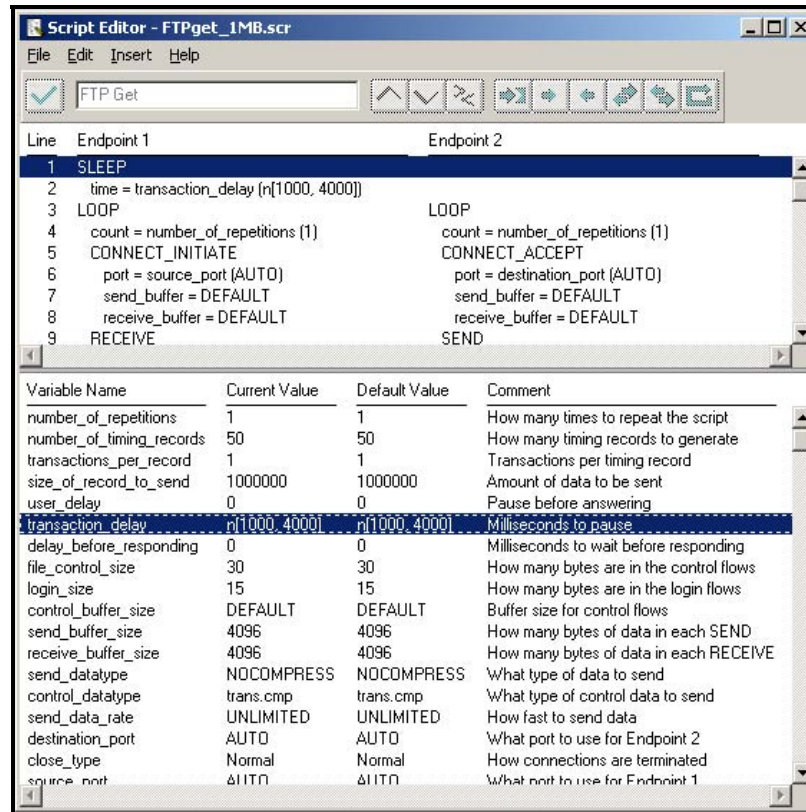 Script Editor - FTPget_1MB.scr
File Edit Insert Help
FTP Get
Line Endpoint 1 Endpoint 2
1 SLEEP
2 time = transaction_delay (n[1000, 4000])
3 LOOP LOOP
4 count = number_of_repetitions (1) count = number_of_repetitions (1)
5 CONNECT_INITIATE CONNECT_ACCEPT
6 port = source_port (AUTO) port = destination_port (AUTO)
7 send_buffer = DEFAULT send_buffer = DEFAULT
8 receive_buffer = DEFAULT receive_buffer = DEFAULT
9 RECEIVE SEND
Variable Name Current Value Default Value Comment
number_of_repetitions 1 1 How many times to repeat the script
number_of_timing_records 50 50 How many timing records to generate
transactions_per_record 1 1 Transactions per timing record
size_of_record_to_send 1000000 1000000 Amount of data to be sent
user_delay 0 0 Pause before answering
transaction_delay n[1000, 4000] n[1000, 4000] Milliseconds to pause
delay_before_responding 0 0 Milliseconds to wait before responding
file_control_size 30 30 How many bytes are in the control flows
login_size 15 15 How many bytes are in the login flows
control_buffer_size DEFAULT DEFAULT Buffer size for control flows
send_buffer_size 4096 4096 How many bytes of data in each SEND
receive_buffer_size 4096 4096 How many bytes of data in each RECEIVE
send_datatype NOCOMPRESS NOCOMPRESS What type of data to send
control_datatype trans.cmp trans.cmp What type of control data to send
send_data_rate UNLIMITED UNLIMITED How fast to send data
destination_port AUTO AUTO What port to use for Endpoint 2
close_type Normal Normal How connections are terminated
source_port AUTO AUTO What port to use for Endpoint 1